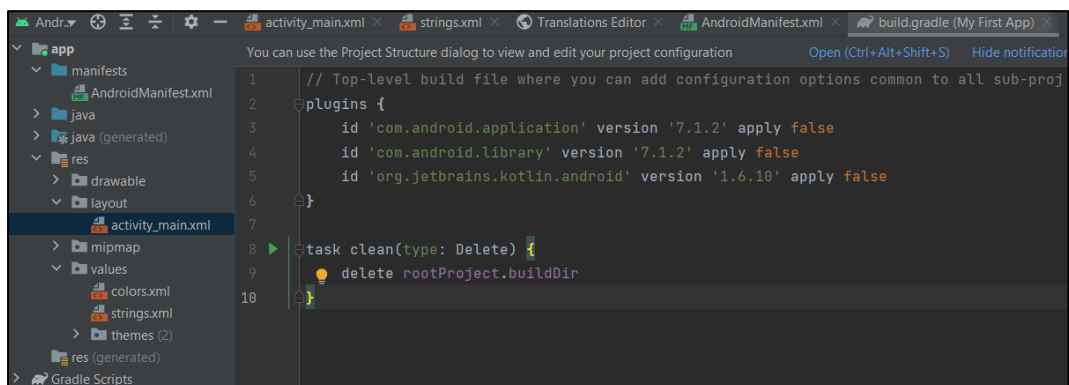 Andr..
activity_main.xml
strings.xml
Translations Editor
AndroidManifest.xml
build.gradle (My First App)
app
manifests
AndroidManifest.xml
java
java (generated)
res
drawable
layout
activity_main.xml
mipmap
values
colors.xml
strings.xml
themes (2)
res (generated)
Gradle Scripts
You can use the Project Structure dialog to view and edit your project configuration Open (Ctrl+Alt+Shift+S) Hide notification
1 // Top-level build file where you can add configuration options common to all sub-proj
2 plugins {
3 id 'com.android.application' version '7.1.2' apply false
4 id 'com.android.library' version '7.1.2' apply false
5 id 'org.jetbrains.kotlin.android' version '1.6.10' apply false
6 }
7
8 task clean(type: Delete) {
9 delete rootProject.buildDir
10 }